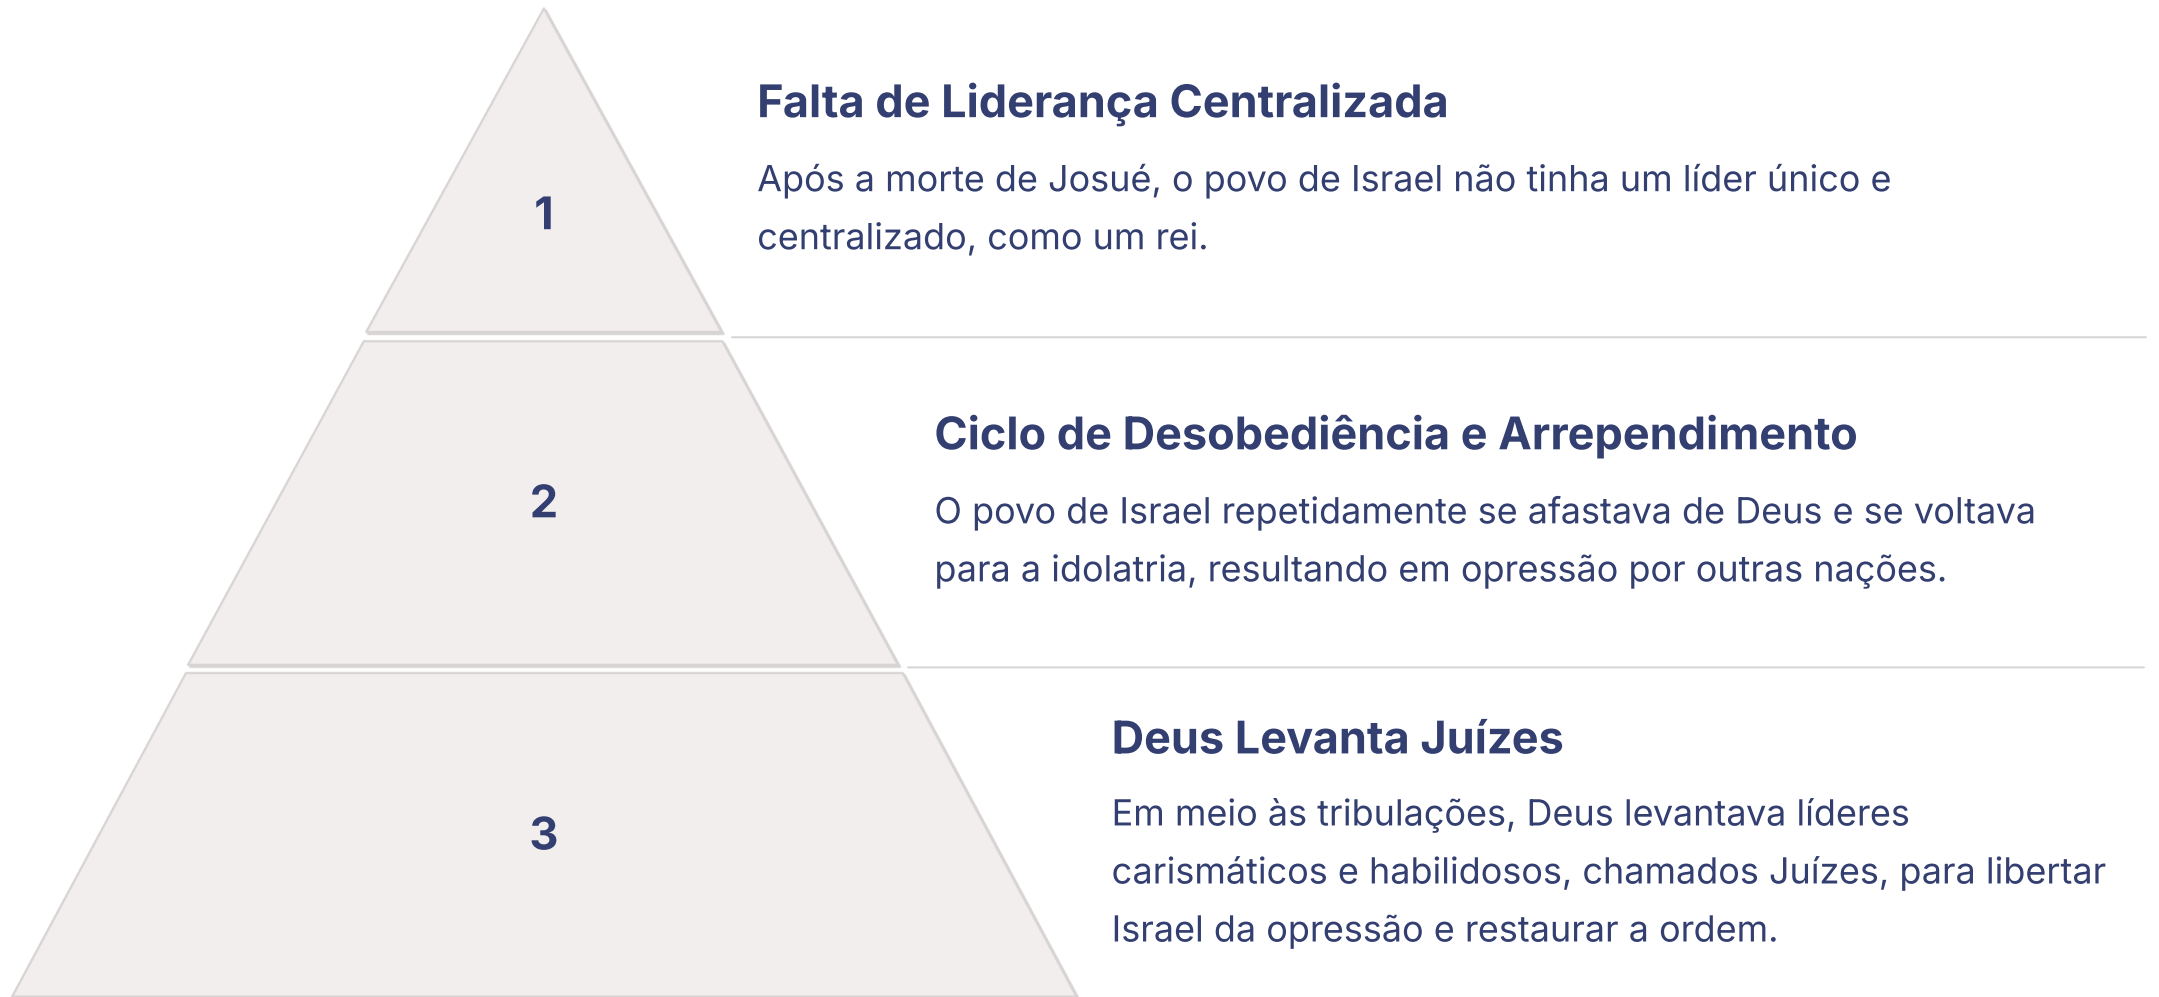 1
Falta de Liderança Centralizada
Após a morte de Josué, o povo de Israel não tinha um líder único e
centralizado, como um rei.
2
Ciclo de Desobediência e Arrependimento
O povo de Israel repetidamente se afastava de Deus e se voltava
para a idolatria, resultando em opressão por outras nações.
3
Deus Levanta Juízes
Em meio às tribulações, Deus levantava líderes
carismáticos e habilidosos, chamados Juízes, para libertar
Israel da opressão e restaurar a ordem.